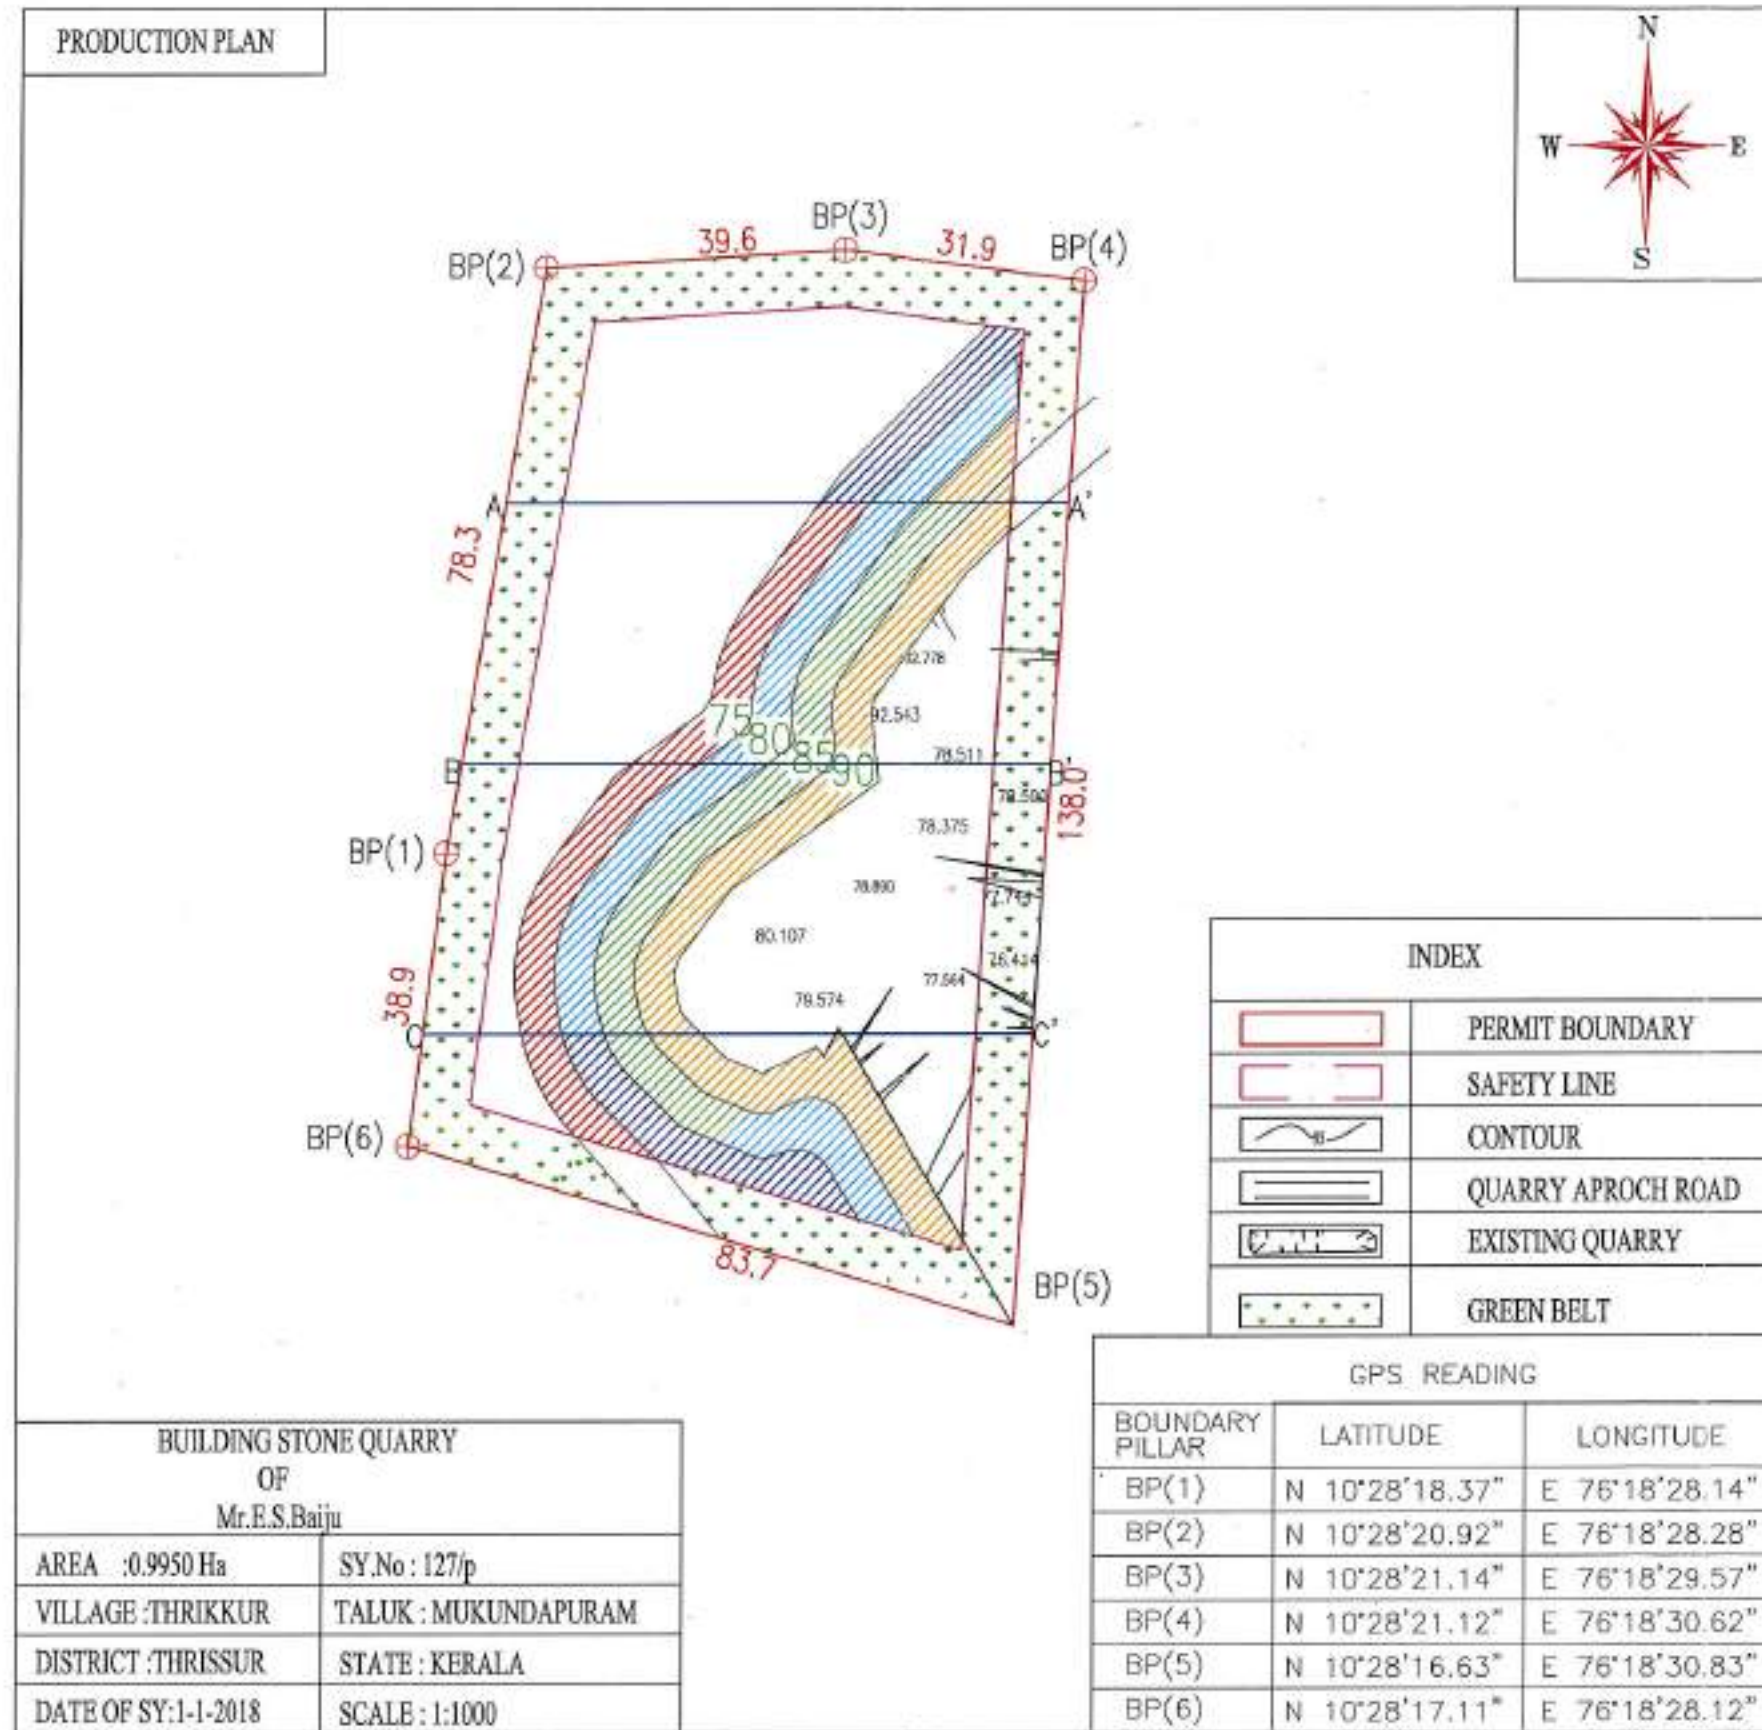 PRODUCTION PLAN
N
W
E
S
BP(3)
39.6
31.9
BP(2)
BP(4)
A
A'
78.3
92.543
75
80
85
90
78.511
B
B'
138.0
78.375
BP(1)
78.890
80.107
77.564
79.574
38.9
C'
BP(6)
83.7
BP(5)
INDEX
PERMIT BOUNDARY
SAFETY LINE
CONTOUR
QUARRY APROCH ROAD
EXISTING QUARRY
GREEN BELT
GPS READING
BOUNDARY PILLAR LATITUDE LONGITUDE
BP(1) N 10°28'18.37" E 76°18'28.14"
BP(2) N 10°28'20.92" E 76°18'28.28"
BP(3) N 10°28'21.14" E 76°18'29.57"
BP(4) N 10°28'21.12" E 76°18'30.62"
BP(5) N 10°28'16.63" E 76°18'30.83"
BP(6) N 10°28'17.11" E 76°18'28.12"
BUILDING STONE QUARRY
OF
Mr.E.S.Baiju
AREA :0.9950 Ha SY.No : 127/p
VILLAGE :THRIKKUR TALUK : MUKUNDAPURAM
DISTRICT :THRISSUR STATE : KERALA
DATE OF SY:1-1-2018 SCALE : 1:1000